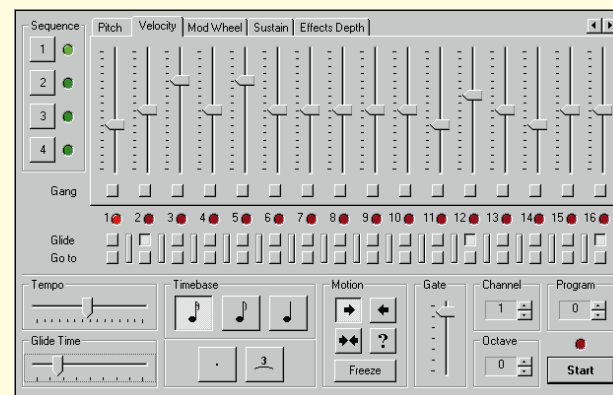 Sequence
Pitch Velocity Mod Wheel Sustain Effects Depth
1
2
3
4
Gang
1 2 3 4 5 6 7 8 9 10 11 12 13 14 15 16
Glide
Go to
Tempo
Timebase
Motion
Gate
Channel
Program
1
0
?
3
Glide Time
Octave
0
Freeze
Start